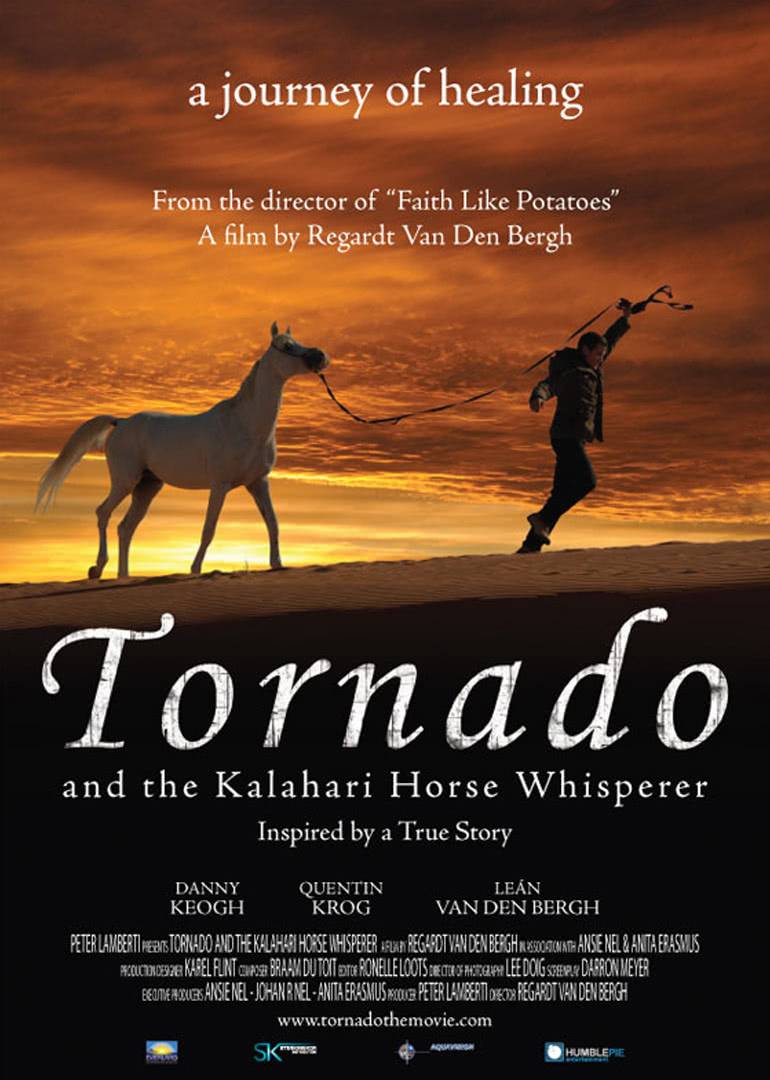 a journey of healing
From the director of “Faith Like Potatoes”
A film by Regardt Van Den Bergh
Tornado
and the Kalahari Horse Whisperer
Inspired by a True Story
DANNY KEOGH
QUENTIN KROG
LEÁN VAN DEN BERGH
PETER LAMBERTI PRESENTS TORNADO AND THE KALAHARI HORSE WHISPERER A FILM BY REGARDT VAN DEN BERGH IN ASSOCIATION WITH ANSIE NEL & ANITA ERASMUS
PRODUCTION DESIGNER KAREL FLINT COMPOSER BRAAM DU TOIT EDITOR RONELLE LOOTS DIRECTOR OF PHOTOGRAPHY LEE DOIG SCREENPLAY DARRON MEYER
EXECUTIVE PRODUCERS ANSIE NEL - JOHAN R NEL - ANITA ERASMUS PRODUCER PETER LAMBERTI DIRECTOR REGARDT VAN DEN BERGH
www.tornadothemovie.com
SK
AQUAVISION
HUMBLEPIE
entertainment